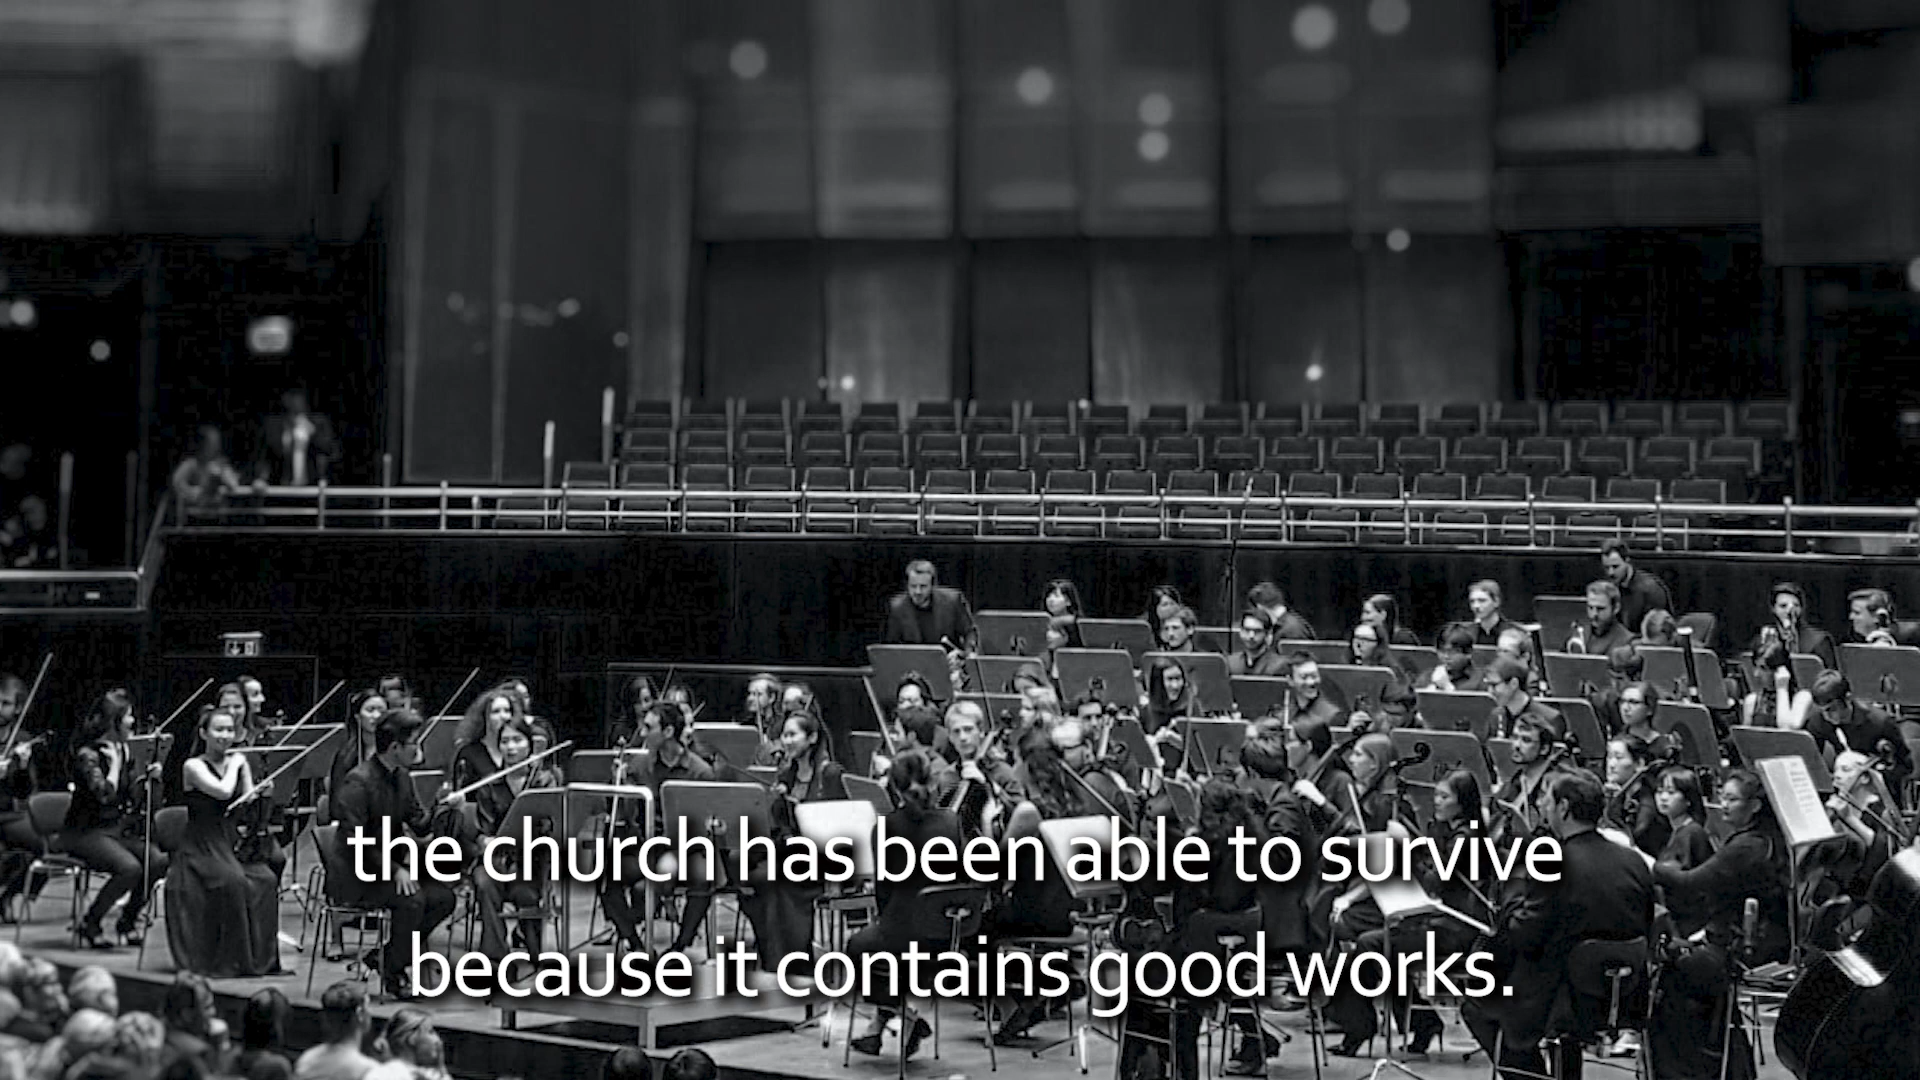 the church has been able to survive
because it contains good works.